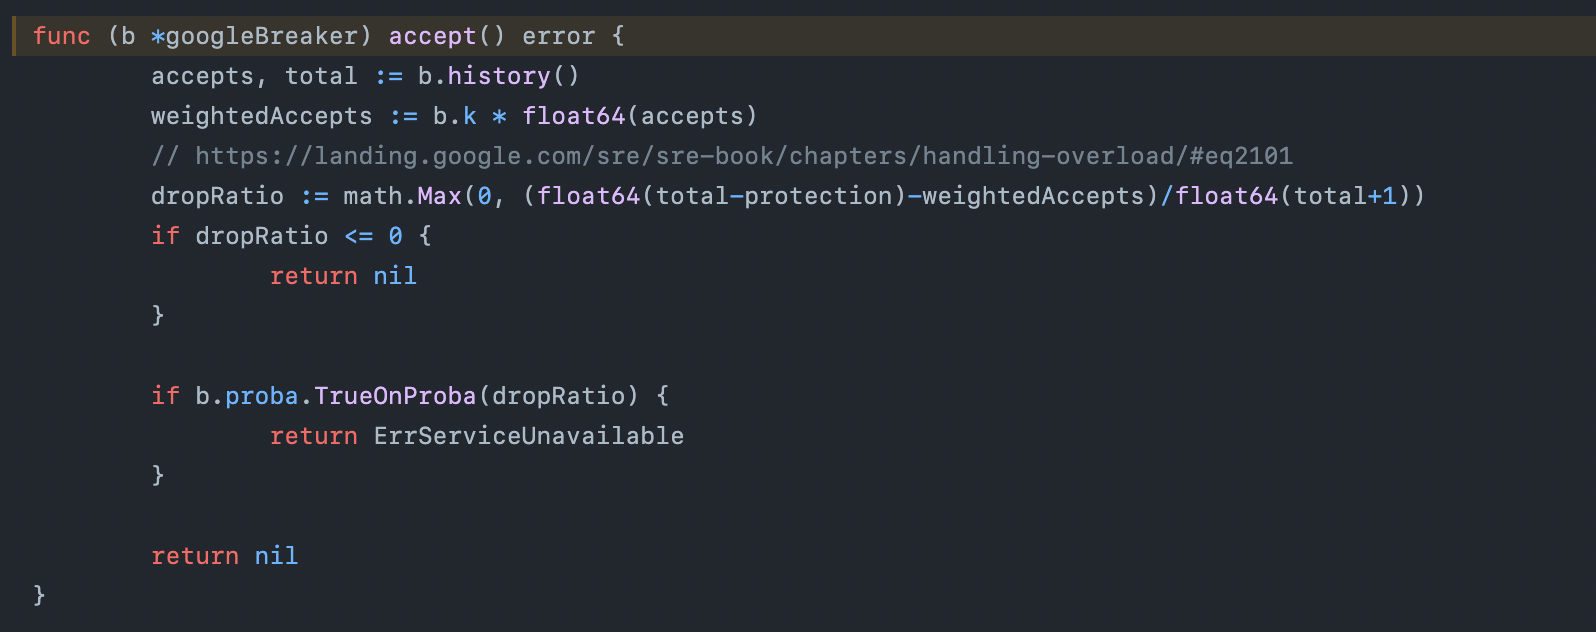 func (b *googleBreaker) accept() error {
        accepts, total := b.history()
        weightedAccepts := b.k * float64(accepts)
        // https://landing.google.com/sre/sre-book/chapters/handling-overload/#eq2101
        dropRatio := math.Max(0, (float64(total-protection)-weightedAccepts)/float64(total+1))
        if dropRatio <= 0 {
                return nil
        }

        if b.proba.TrueOnProba(dropRatio) {
                return ErrServiceUnavailable
        }

        return nil
}